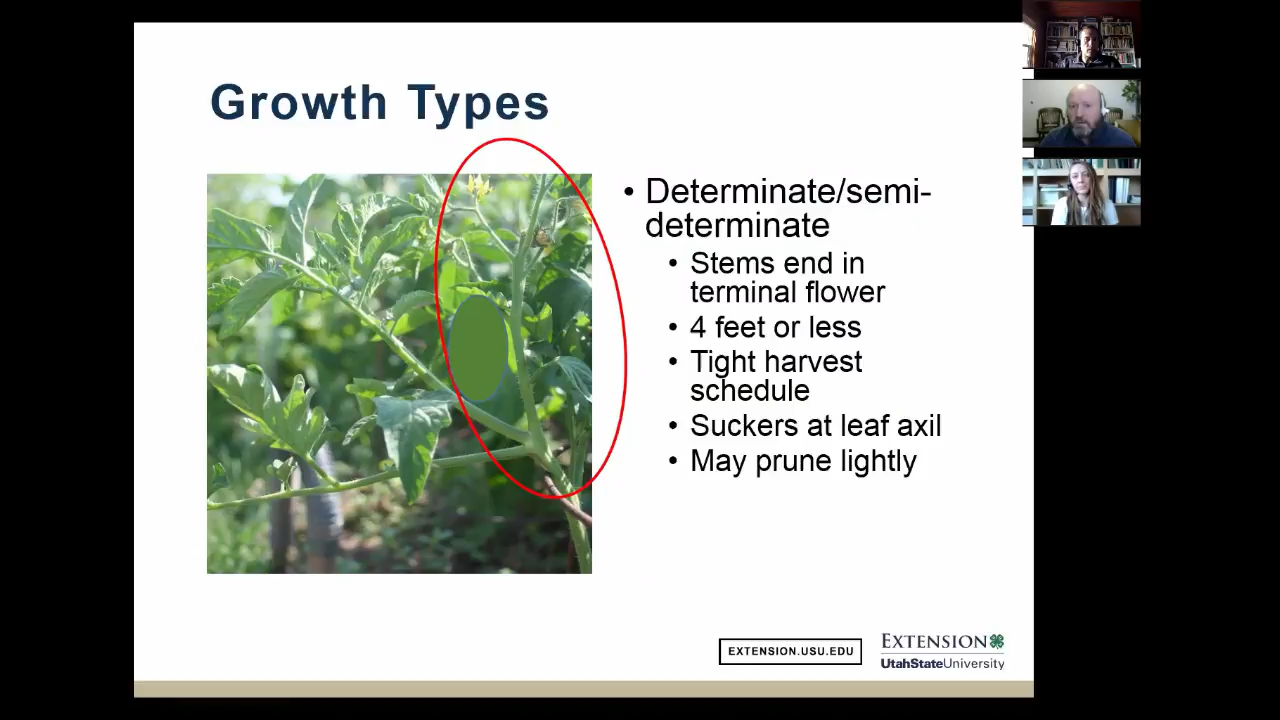 Growth Types
• Determinate/semi-
determinate
• Stems end in
terminal flower
• 4 feet or less
• Tight harvest
schedule
• Suckers at leaf axil
• May prune lightly
EXTENSION.USU.EDU
EXTENSION
UtahStateUniversity